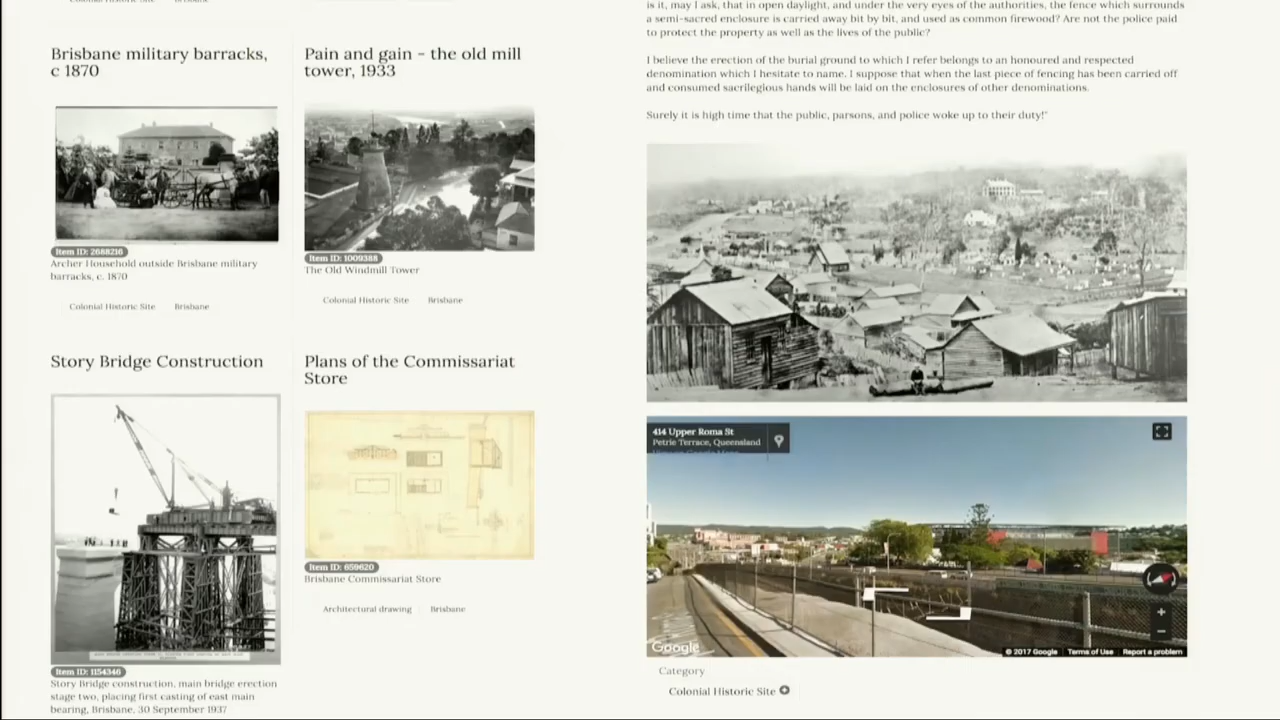 Colonial Historic Site Brisbane
Brisbane military barracks,
c 1870
Item ID: 2688216
Archer Household outside Brisbane military
barracks, c. 1870
Colonial Historic Site Brisbane
Pain and gain - the old mill
tower, 1933
Item ID: 1009388
The Old Windmill Tower
Colonial Historic Site Brisbane
Story Bridge Construction
Item ID: 1154346
Story Bridge construction, main bridge erection
stage two, placing first casting of east main
bearing, Brisbane, 30 September 1937
Plans of the Commissariat
Store
Item ID: 659620
Brisbane Commissariat Store
Architectural drawing Brisbane
is it, may I ask, that in open daylight, and under the very eyes of the authorities, the fence which surrounds
a semi-sacred enclosure is carried away bit by bit, and used as common firewood? Are not the police paid
to protect the property as well as the lives of the public?
I believe the erection of the burial ground to which I refer belongs to an honoured and respected
denomination which I hesitate to name. I suppose that when the last piece of fencing has been carried off
and consumed sacrilegious hands will be laid on the enclosures of other denominations.
Surely it is high time that the public, parsons, and police woke up to their duty!"
414 Upper Roma St
Petrie Terrace, Queensland
View on Google Maps
Google
© 2017 Google Terms of Use Report a problem
Category
Colonial Historic Site